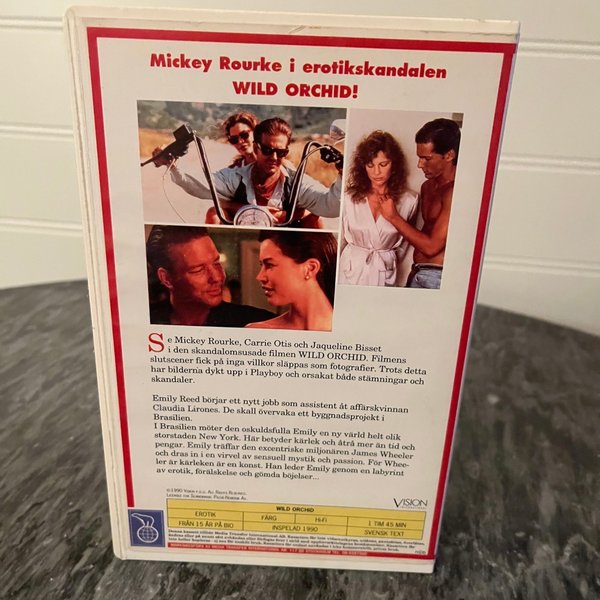 Mickey Rourke i erotikskandalen
WILD ORCHID!
Se Mickey Rourke, Carrie Otis och Jaqueline Bisset
i den skandalomsusade filmen WILD ORCHID. Filmens
slutscener fick på inga villkor släppas som fotografier. Trots detta
har bilderna dykt upp i Playboy och orsakat både stämningar och
skandaler.
Emily Reed börjar ett nytt jobb som assistent åt affärskvinnan
Claudia Lirones. De skall övervaka ett byggnadsprojekt i
Brasilien.
I Brasilien möter den oskuldsfulla Emily en ny värld helt olik
storstaden New York. Här betyder kärlek och åtrå mer än tid och
pengar. Emily träffar den excentriske miljonären James Wheeler
och dras in i en virvel av sensuell mystik och passion. För Whee-
ler är kärleken är en konst. Han leder Emily genom en labyrint
av erotik, förälskelse och gömda böjelser...
©1990 Vision P.D.G. All Rights Reserved.
VISION
WILD ORCHID
EROTIK
FÄRG
HiFi
1 TIM 45 MIN
FRÅN 15 ÅR PÅ BIO
INSPELAD 1990
SVENSK TEXT